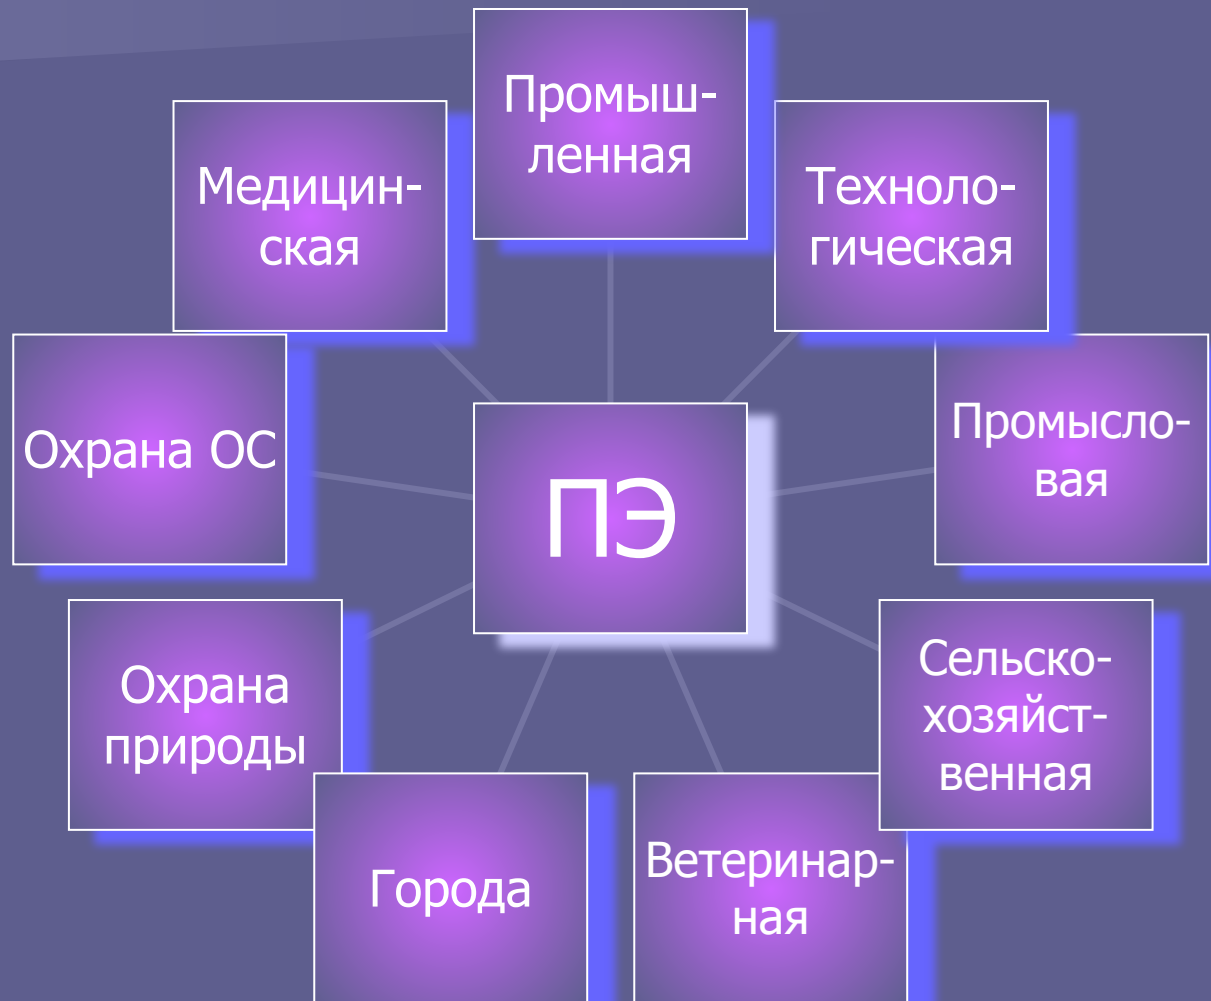 Промыш-
ленная
Медицин-
ская
Техноло-
гическая
Охрана ОС
Промысло-
вая
ПЭ
Охрана
природы
Сельско-
хозяйст-
венная
Города
Ветеринар-
ная